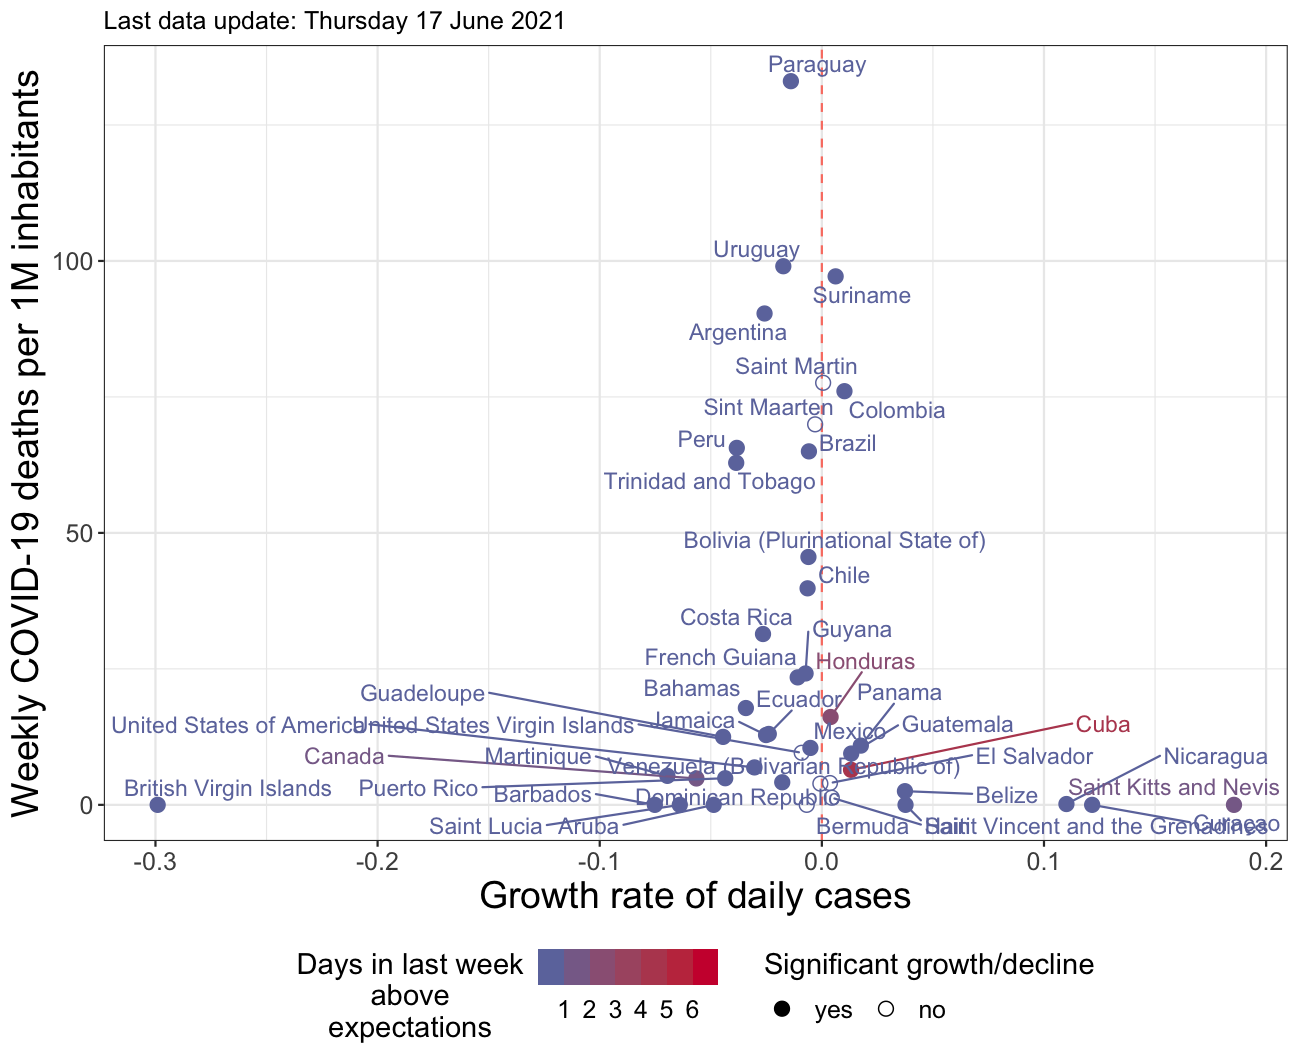 Last data update: Thursday 17 June 2021
Weekly COVID-19 deaths per 1M inhabitants
Paraguay
100
Uruguay
Suriname
Argentina
Saint Martin
Sint Maarten
Colombia
Peru
Brazil
Trinidad and Tobago
50
Bolivia (Plurinational State of)
Chile
Costa Rica
Guyana
French Guiana
Honduras
Guadeloupe
Bahamas
Ecuador
Panama
United States of America
United States Virgin Islands
Jamaica
Mexico
Guatemala
Cuba
Canada
Martinique
Venezuela (Bolivarian Republic of)
El Salvador
Nicaragua
British Virgin Islands
Puerto Rico
Barbados
Dominican Republic
Belize
Saint Kitts and Nevis
0
Saint Lucia
Aruba
Bermuda
Haiti
Saint Vincent and the Grenadines
Curaçao
-0.3
-0.2
-0.1
0.0
0.1
0.2
Growth rate of daily cases
Days in last week
above
expectations
1 2 3 4 5 6
Significant growth/decline
yes
no